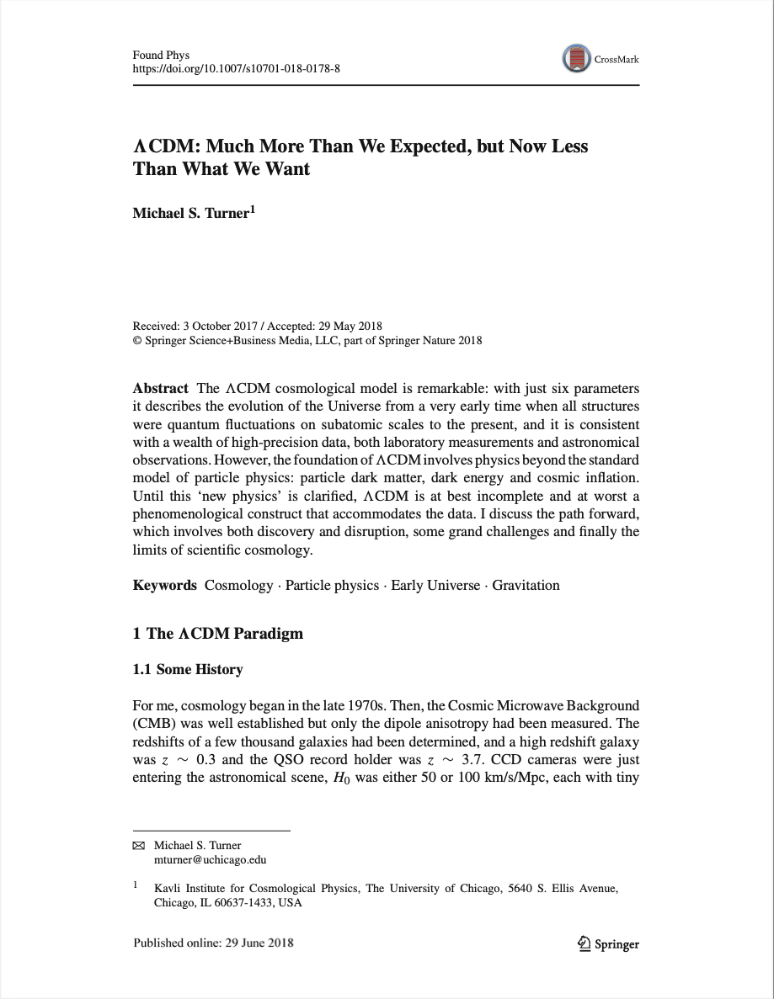 Found Phys
https://doi.org/10.1007/s10701-018-0178-8
CrossMark
ΛCDM: Much More Than We Expected, but Now Less
Than What We Want
Michael S. Turner1
Received: 3 October 2017 / Accepted: 29 May 2018
© Springer Science+Business Media, LLC, part of Springer Nature 2018
Abstract The ΛCDM cosmological model is remarkable: with just six parameters
it describes the evolution of the Universe from a very early time when all structures
were quantum fluctuations on subatomic scales to the present, and it is consistent
with a wealth of high-precision data, both laboratory measurements and astronomical
observations. However, the foundation of ΛCDM involves physics beyond the standard
model of particle physics: particle dark matter, dark energy and cosmic inflation.
Until this ‘new physics’ is clarified, ΛCDM is at best incomplete and at worst a
phenomenological construct that accommodates the data. I discuss the path forward,
which involves both discovery and disruption, some grand challenges and finally the
limits of scientific cosmology.
Keywords Cosmology · Particle physics · Early Universe · Gravitation
1 The ΛCDM Paradigm
1.1 Some History
For me, cosmology began in the late 1970s. Then, the Cosmic Microwave Background
(CMB) was well established but only the dipole anisotropy had been measured. The
redshifts of a few thousand galaxies had been determined, and a high redshift galaxy
was z ∼ 0.3 and the QSO record holder was z ∼ 3.7. CCD cameras were just
entering the astronomical scene, H0 was either 50 or 100 km/s/Mpc, each with tiny
✉ Michael S. Turner
mturner@uchicago.edu
1 Kavli Institute for Cosmological Physics, The University of Chicago, 5640 S. Ellis Avenue,
Chicago, IL 60637-1433, USA
Published online: 29 June 2018
Springer